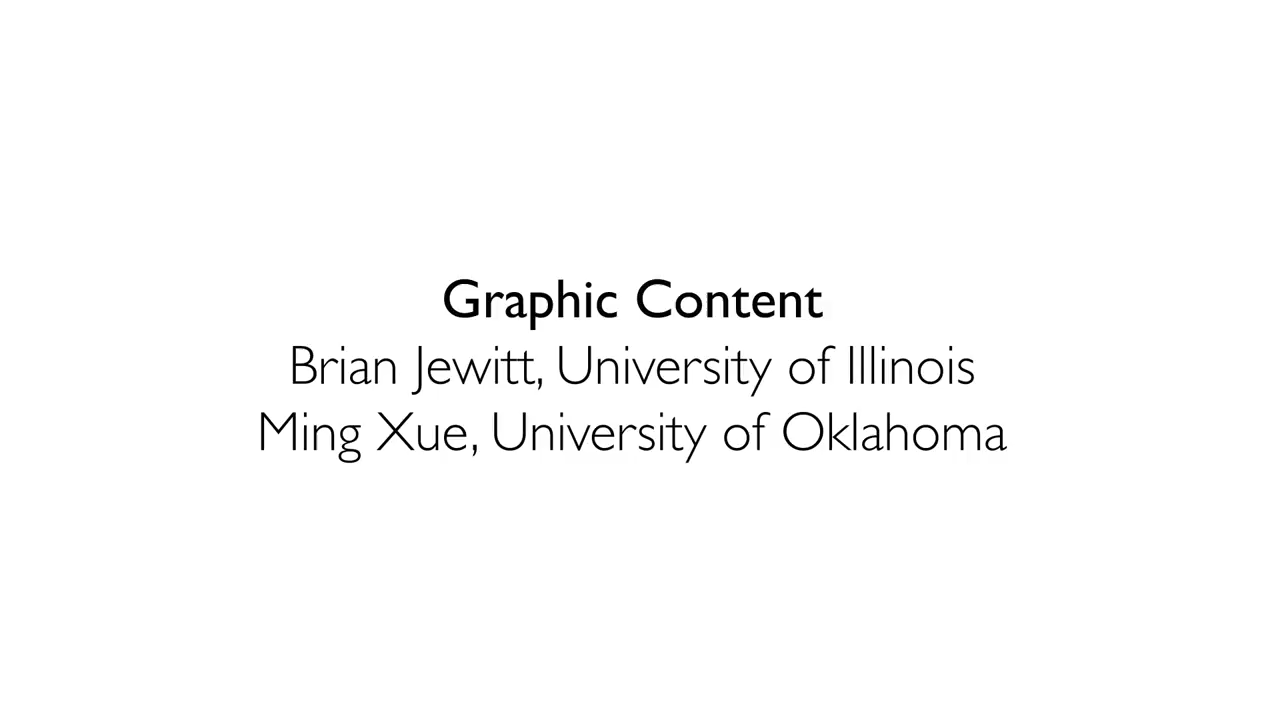 Graphic Content
Brian Jewitt, University of Illinois
Ming Xue, University of Oklahoma